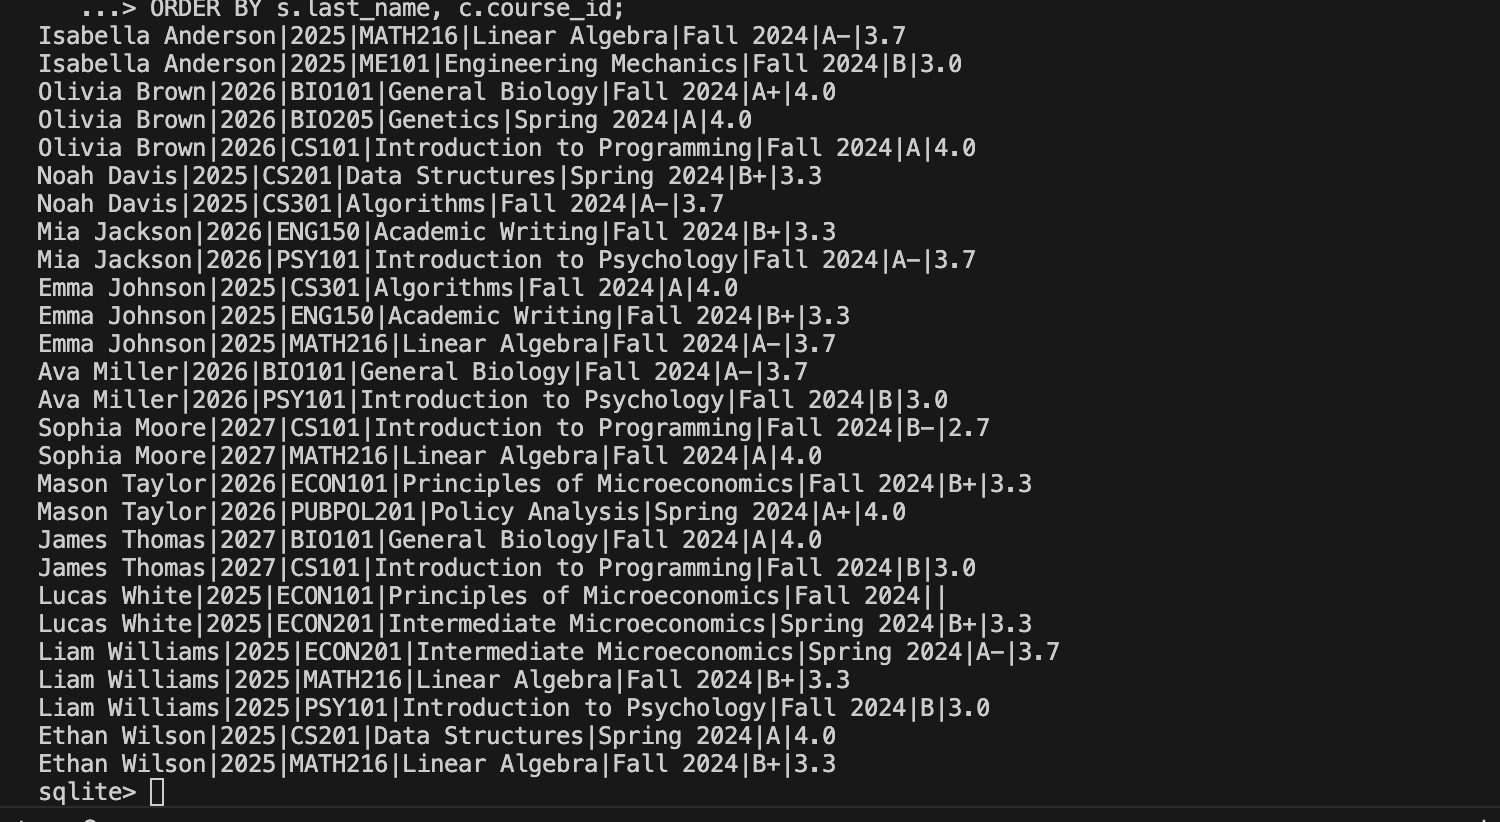 ...> ORDER BY s.last_name, c.course_id;
Isabella Anderson|2025|MATH216|Linear Algebra|Fall 2024|A-|3.7
Isabella Anderson|2025|ME101|Engineering Mechanics|Fall 2024|B|3.0
Olivia Brown|2026|BIO101|General Biology|Fall 2024|A+|4.0
Olivia Brown|2026|BIO205|Genetics|Spring 2024|A|4.0
Olivia Brown|2026|CS101|Introduction to Programming|Fall 2024|A|4.0
Noah Davis|2025|CS201|Data Structures|Spring 2024|B+|3.3
Noah Davis|2025|CS301|Algorithms|Fall 2024|A-|3.7
Mia Jackson|2026|ENG150|Academic Writing|Fall 2024|B+|3.3
Mia Jackson|2026|PSY101|Introduction to Psychology|Fall 2024|A-|3.7
Emma Johnson|2025|CS301|Algorithms|Fall 2024|A|4.0
Emma Johnson|2025|ENG150|Academic Writing|Fall 2024|B+|3.3
Emma Johnson|2025|MATH216|Linear Algebra|Fall 2024|A-|3.7
Ava Miller|2026|BIO101|General Biology|Fall 2024|A-|3.7
Ava Miller|2026|PSY101|Introduction to Psychology|Fall 2024|B|3.0
Sophia Moore|2027|CS101|Introduction to Programming|Fall 2024|B-|2.7
Sophia Moore|2027|MATH216|Linear Algebra|Fall 2024|A|4.0
Mason Taylor|2026|ECON101|Principles of Microeconomics|Fall 2024|B+|3.3
Mason Taylor|2026|PUBPOL201|Policy Analysis|Spring 2024|A+|4.0
James Thomas|2027|BIO101|General Biology|Fall 2024|A|4.0
James Thomas|2027|CS101|Introduction to Programming|Fall 2024|B|3.0
Lucas White|2025|ECON101|Principles of Microeconomics|Fall 2024||
Lucas White|2025|ECON201|Intermediate Microeconomics|Spring 2024|B+|3.3
Liam Williams|2025|ECON201|Intermediate Microeconomics|Spring 2024|A-|3.7
Liam Williams|2025|MATH216|Linear Algebra|Fall 2024|B+|3.3
Liam Williams|2025|PSY101|Introduction to Psychology|Fall 2024|B|3.0
Ethan Wilson|2025|CS201|Data Structures|Spring 2024|A|4.0
Ethan Wilson|2025|MATH216|Linear Algebra|Fall 2024|B+|3.3
sqlite>